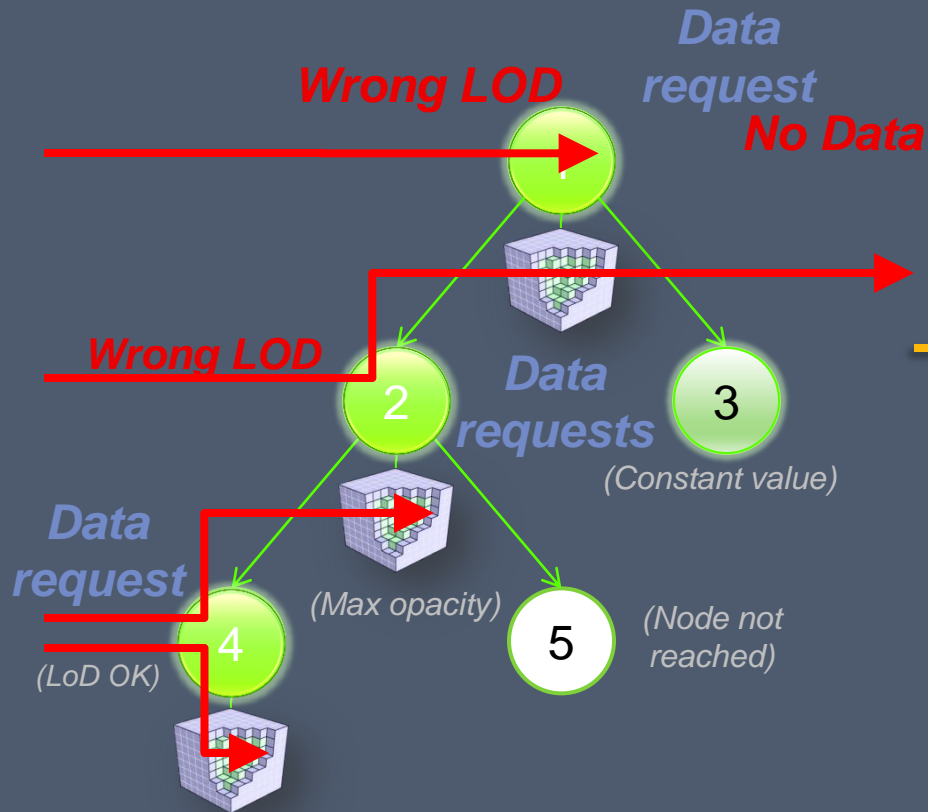 Data
request
Wrong LOD
No Data
1
Wrong LOD
2
Data
requests
3
(Constant value)
Data
request
(Max opacity)
4
5
(Node not
reached)
(LoD OK)